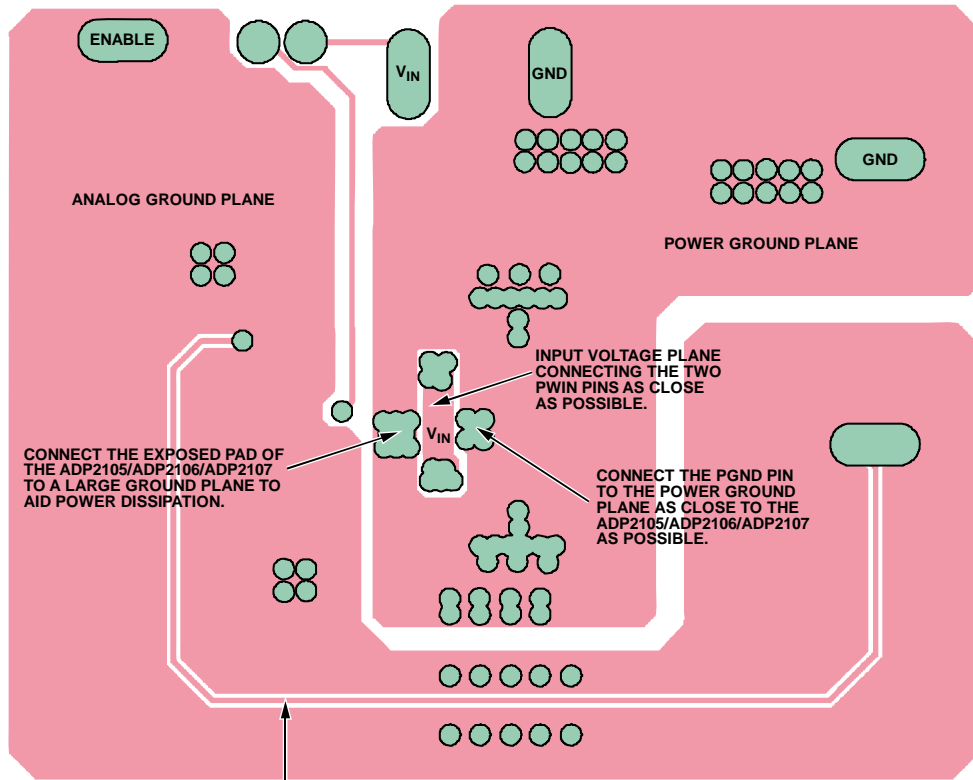 ENABLE
VIN
GND
GND
ANALOG GROUND PLANE
POWER GROUND PLANE
INPUT VOLTAGE PLANE
CONNECTING THE TWO
PWIN PINS AS CLOSE
AS POSSIBLE.
VIN
CONNECT THE EXPOSED PAD OF
THE ADP2105/ADP2106/ADP2107
TO A LARGE GROUND PLANE TO
AID POWER DISSIPATION.
CONNECT THE PGND PIN
TO THE POWER GROUND
PLANE AS CLOSE TO THE
ADP2105/ADP2106/ADP2107
AS POSSIBLE.